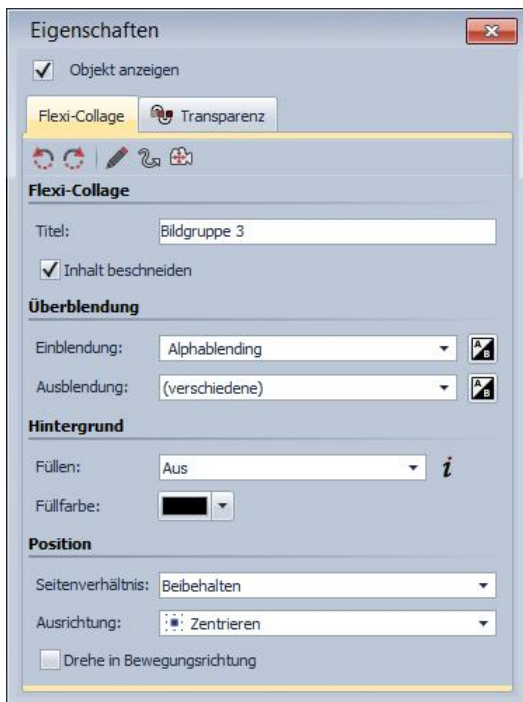 Eigenschaften
Objekt anzeigen
Flexi-Collage Transparenz
Flexi-Collage
Titel: Bildgruppe 3
Inhalt beschneiden
Überblendung
Einblendung: Alphablending A B
Ausblendung: (verschiedene) A B
Hintergrund
Füllen: Aus i
Füllfarbe:
Position
Seitenverhältnis: Beibehalten
Ausrichtung: Zentrieren
Drehe in Bewegungsrichtung